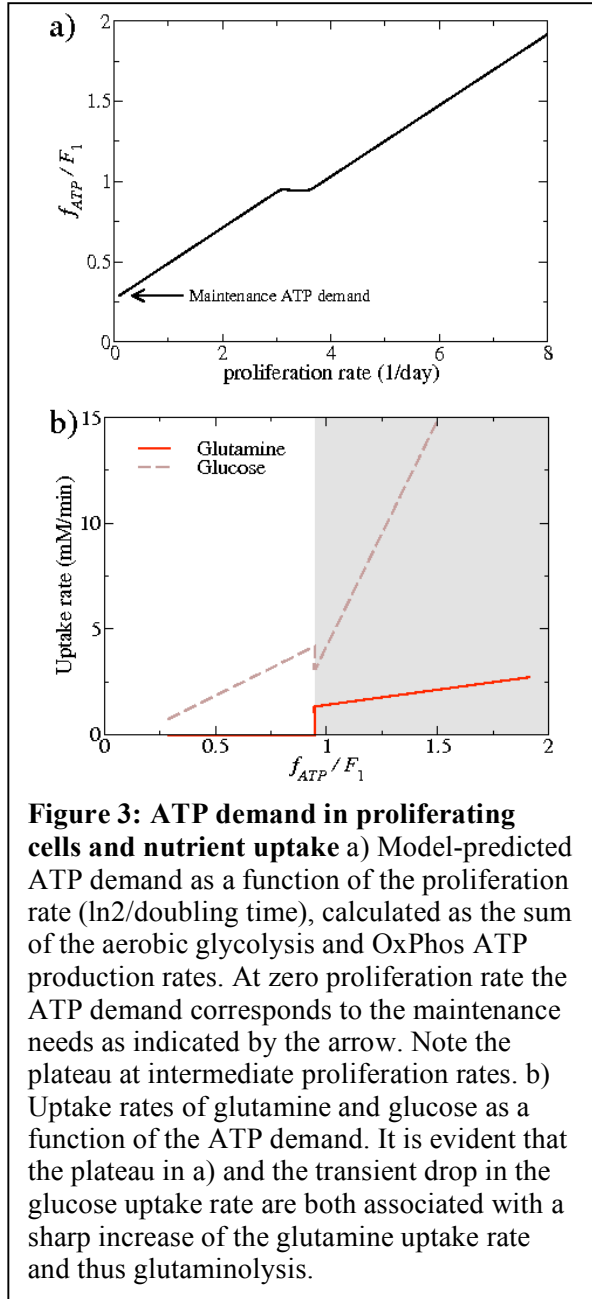 a)
2
1.5
1
0.5
0
f_ATP / F_1
Maintenance ATP demand
0 2 4 6 8
proliferation rate (1/day)
b)
15
10
5
0
Uptake rate (mM/min)
Glutamine
Glucose
0 0.5 1 1.5 2
f_ATP / F_1
Figure 3: ATP demand in proliferating
cells and nutrient uptake a) Model-predicted
ATP demand as a function of the proliferation
rate (ln2/doubling time), calculated as the sum
of the aerobic glycolysis and OxPhos ATP
production rates. At zero proliferation rate the
ATP demand corresponds to the maintenance
needs as indicated by the arrow. Note the
plateau at intermediate proliferation rates. b)
Uptake rates of glutamine and glucose as a
function of the ATP demand. It is evident that
the plateau in a) and the transient drop in the
glucose uptake rate are both associated with a
sharp increase of the glutamine uptake rate
and thus glutaminolysis.